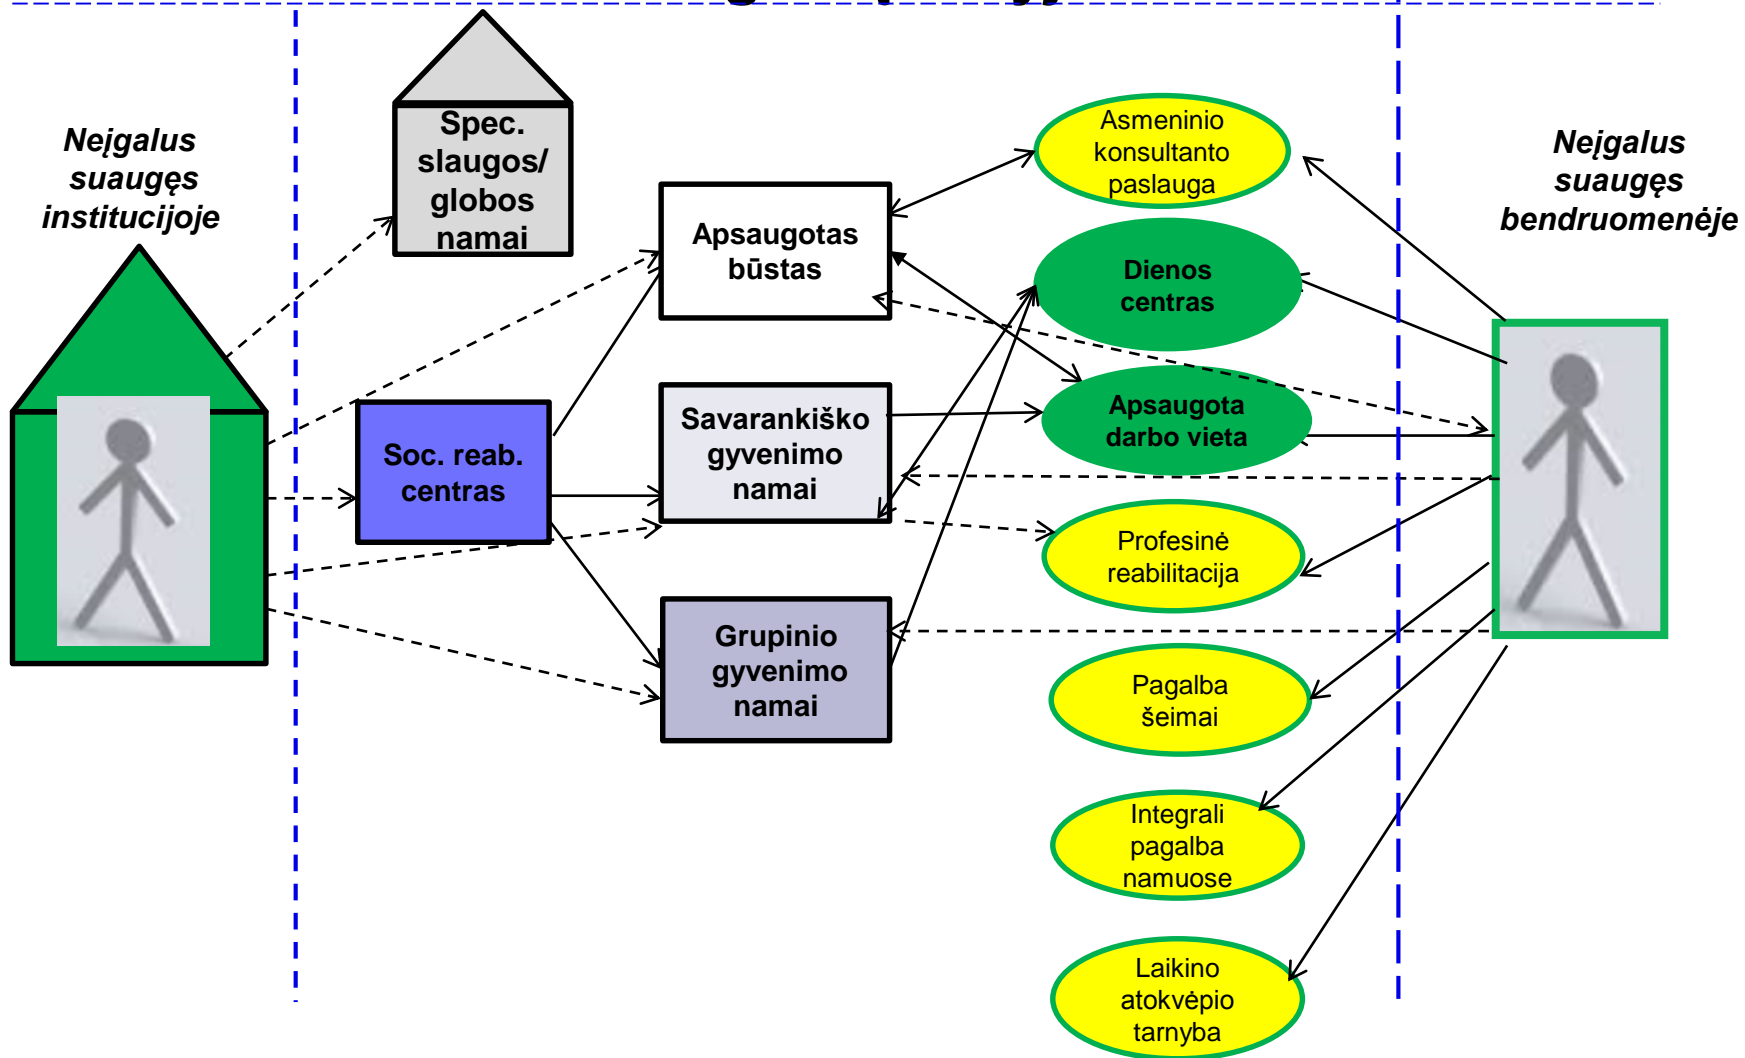 Neįgalus
suaugęs
institucijoje
Spec.
slaugos/
globos
namai
Soc. reab.
centras
Apsaugotas
būstas
Savarankiško
gyvenimo
namai
Grupinio
gyvenimo
namai
Asmeninio
konsultanto
paslauga
Dienos
centras
Apsaugota
darbo vieta
Profesinė
reabilitacija
Pagalba
šeimai
Integrali
pagalba
namuose
Laikino
atokvėpio
tarnyba
Neįgalus
suaugęs
bendruomenėje